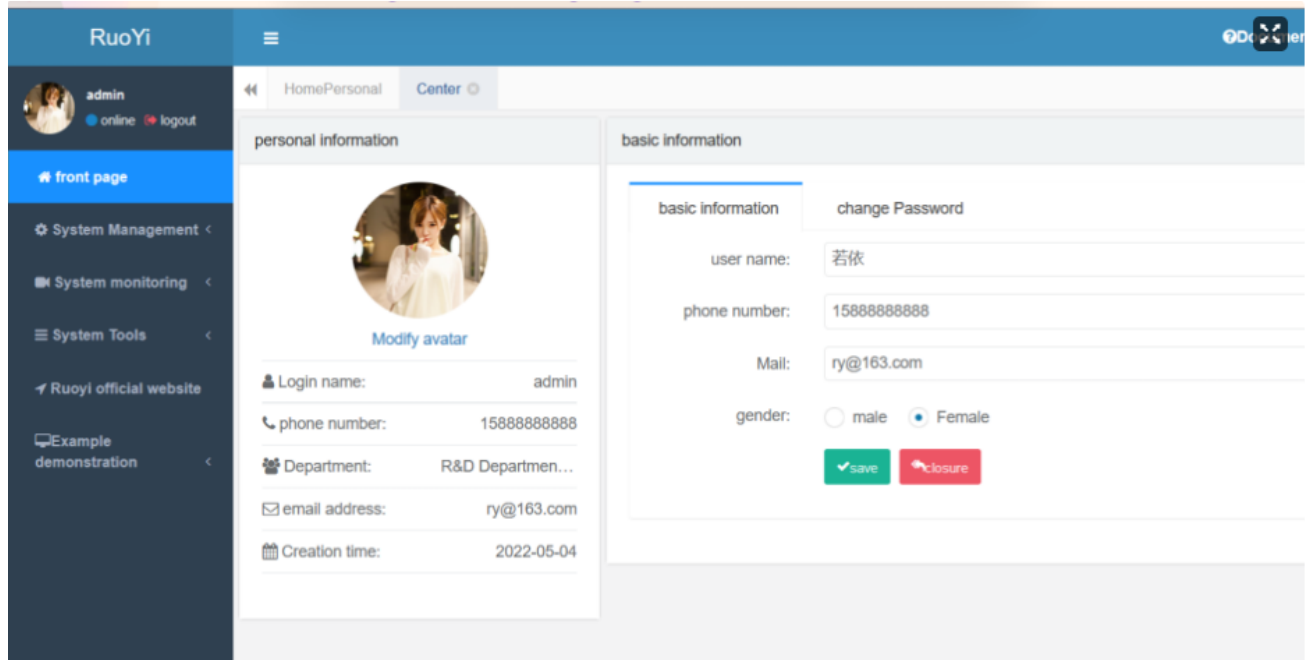 RuoYi
admin
online logout
front page
System Management
System monitoring
System Tools
Ruoyi official website
Example
demonstration
HomePersonal
Center
personal information
Modify avatar
Login name: admin
phone number: 15888888888
Department: R&D Departmen...
email address: ry@163.com
Creation time: 2022-05-04
basic information
basic information change Password
user name: 若依
phone number: 15888888888
Mail: ry@163.com
gender: male Female
save closure